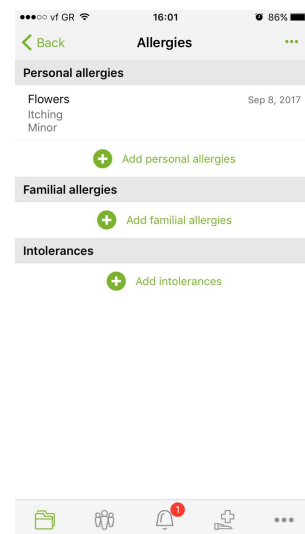 vf GR 16:01 86%
Back Allergies
Personal allergies
Flowers Sep 8, 2017
Itching
Minor
Add personal allergies
Familial allergies
Add familial allergies
Intolerances
Add intolerances
1